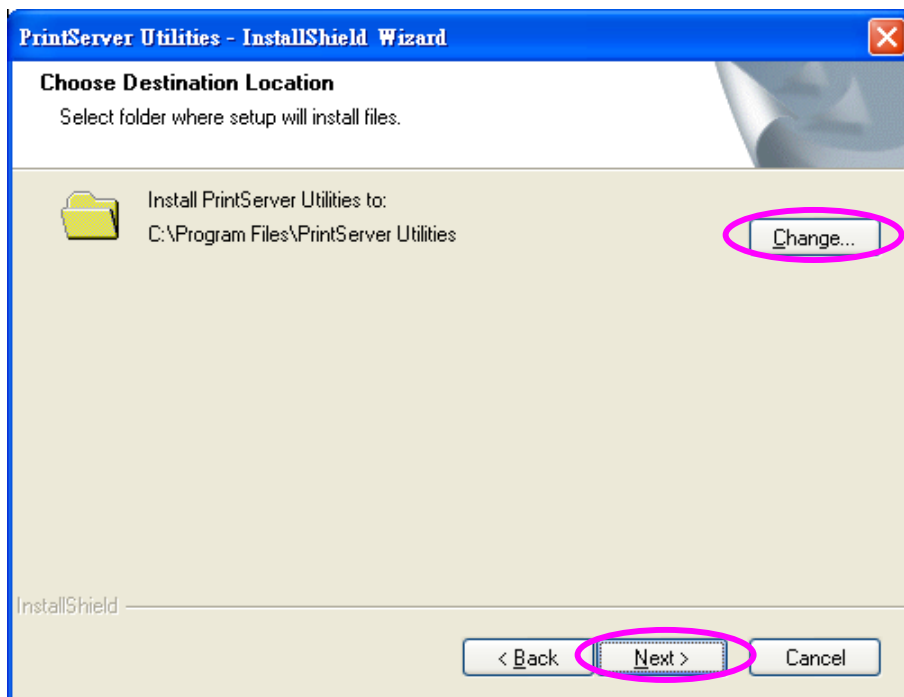 PrintServer Utilities - InstallShield Wizard
Choose Destination Location
Select folder where setup will install files.
Install PrintServer Utilities to:
C:\Program Files\PrintServer Utilities
Change...
InstallShield
< Back
Next >
Cancel